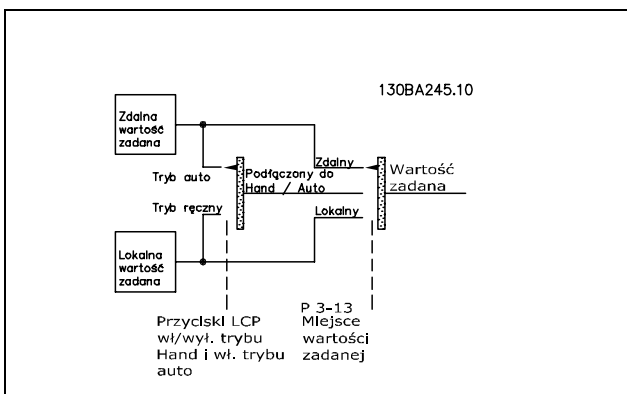 130BA245.10
Zdalna
wartość
zadana
Tryb auto
Tryb ręczny
Lokalna
wartość
zadana
Podłączony do
Hand / Auto
Zdalny
Lokalny
Wartość
zadana
Przyciski LCP
wł/wył. trybu
Hand i wł. trybu
auto
P 3-13
Miejsce
wartości
zadanej